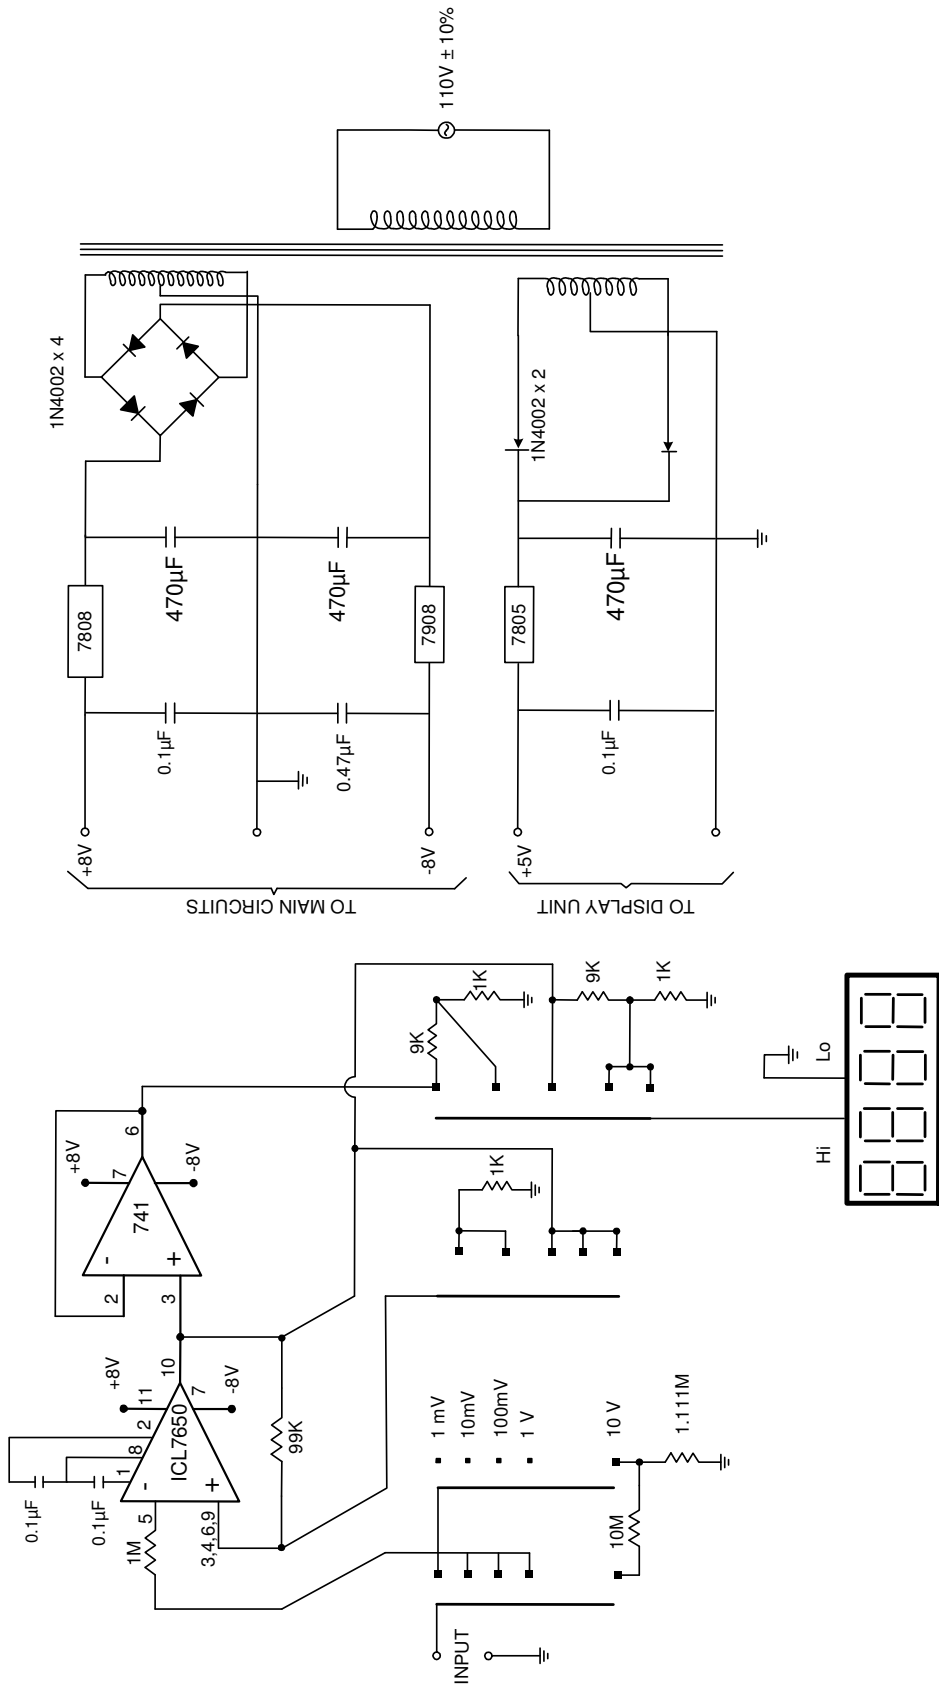 0.1µF
0.1µF
1M
5
1
8
2
11
+8V
ICL7650
-
+
3,4,6,9
10
7
-8V
99K
2
3
-
+
741
7
+8V
6
-8V
INPUT
1 mV
10mV
100mV
1 V
10 V
10M
1.111M
1K
9K
1K
9K
1K
Hi
Lo
TO MAIN CIRCUITS
+8V
-8V
0.1µF
0.47µF
7808
7908
470µF
470µF
1N4002 x 4
TO DISPLAY UNIT
+5V
0.1µF
7805
470µF
1N4002 x 2
110V ± 10%